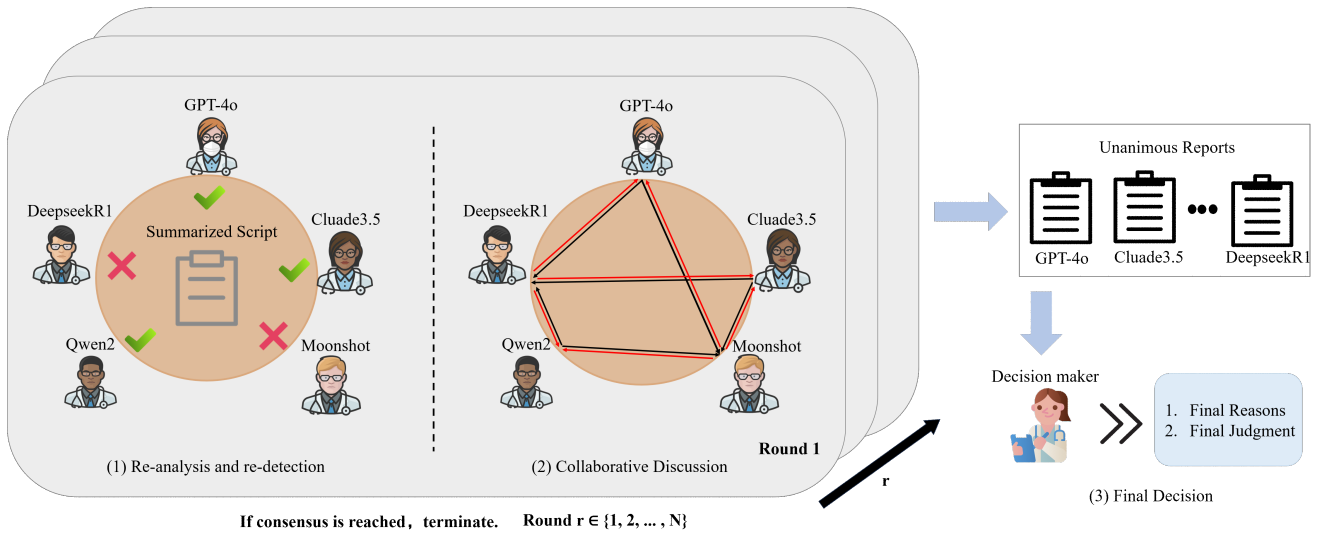 GPT-4o
DeepseekR1
Cluade3.5
Summarized Script
Qwen2
Moonshot
(1) Re-analysis and re-detection
GPT-4o
DeepseekR1
Cluade3.5
Qwen2
Moonshot
Round 1
(2) Collaborative Discussion
If consensus is reached，terminate. Round r ∈ {1, 2, ... , N}
r
Unanimous Reports
GPT-4o
Cluade3.5
DeepseekR1
Decision maker
1. Final Reasons
2. Final Judgment
(3) Final Decision